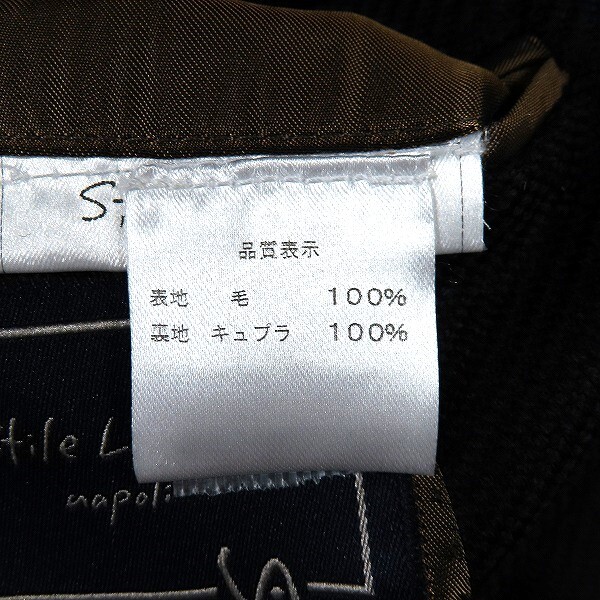 品質表示
表地 毛 100%
裏地 キュプラ 100%
napoli